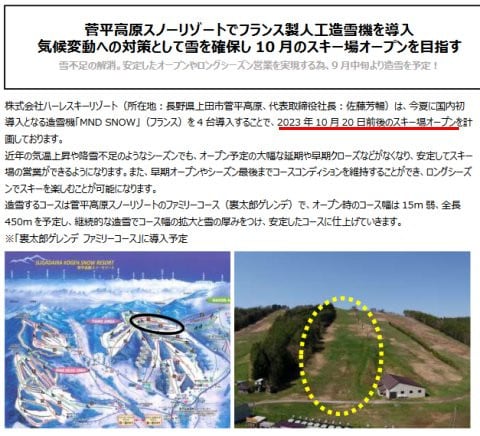 菅平高原スノーリゾートでフランス製人工造雪機を導入
気候変動への対策として雪を確保し 10 月のスキー場オープンを目指す
雪不足の解消。安定したオープンやロングシーズン営業を実現する為、9 月中旬より造雪を予定！
株式会社ハーレスキーリゾート（所在地：長野県上田市菅平高原、代表取締役社長：佐藤芳輔）は、今夏に国内初
導入となる造雪機「MND SNOW」（フランス）を 4 台導入することで、2023 年 10 月 20 日前後のスキー場オープンを計
画しております。
近年の気温上昇や降雪不足のようなシーズンでも、オープン予定の大幅な延期や早期クローズなどがなくなり、安定してスキー
場の営業ができるようになります。また、早期オープンやシーズン最後までコースコンディションを維持することができ、ロングシーズ
ンでスキーを楽しむことが可能になります。
造雪するコースは菅平高原スノーリゾートのファミリーコース（裏太郎ゲレンデ）で、オープン時のコース幅は 15ｍ弱、全長
450ｍを予定し、継続的な造雪でコース幅の拡大と雪の厚みをつけ、安定したコースに仕上げていきます。
※「裏太郎ゲレンデ ファミリーコース」に導入予定
SUGADAIRA KOGEN SNOW RESORT
菅平高原スノーリゾート